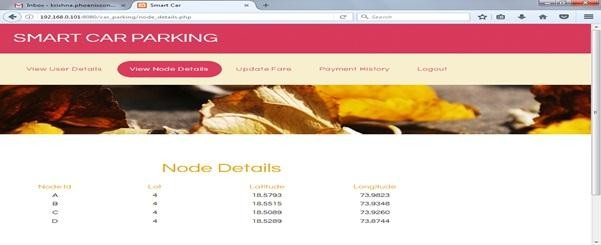 Inbox - krishna.phoenixcon...
Smart Car
192.168.0.101:8080/car_parking/node_details.php
Search
SMART CAR PARKING
View User Details View Node Details Update Fare Payment History Logout
Node Details
Node Id Lot Latitude Longitude
A 4 18.5793 73.9823
B 4 18.5515 73.9348
C 4 18.5089 73.9260
D 4 18.5289 73.8744